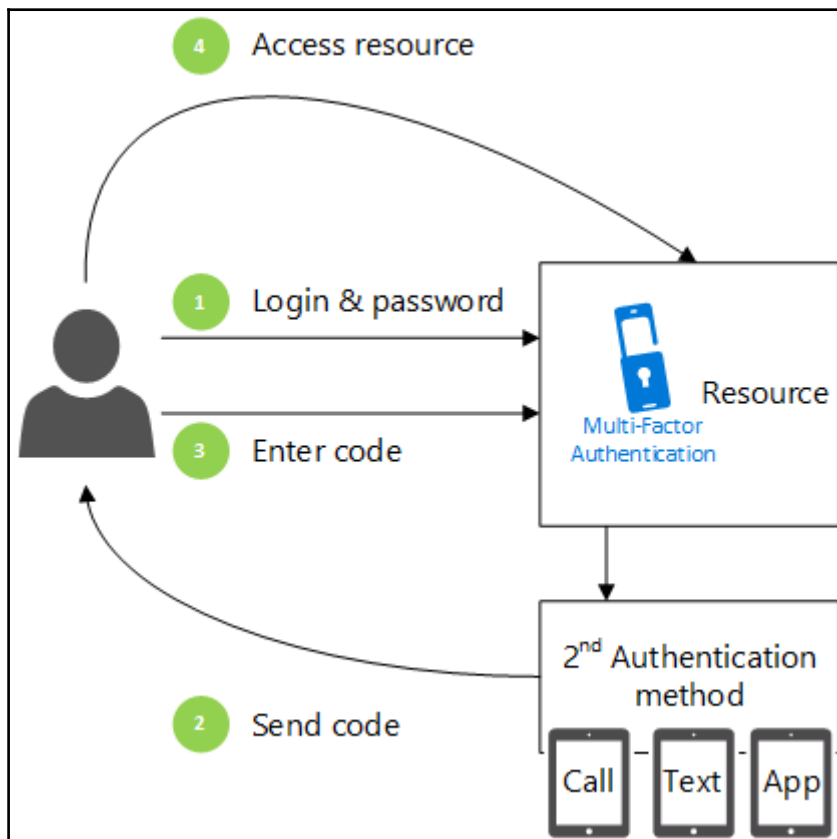 4 Access resource
1 Login & password
Resource
Multi-Factor
Authentication
3 Enter code
2nd Authentication
method
2 Send code
Call Text App